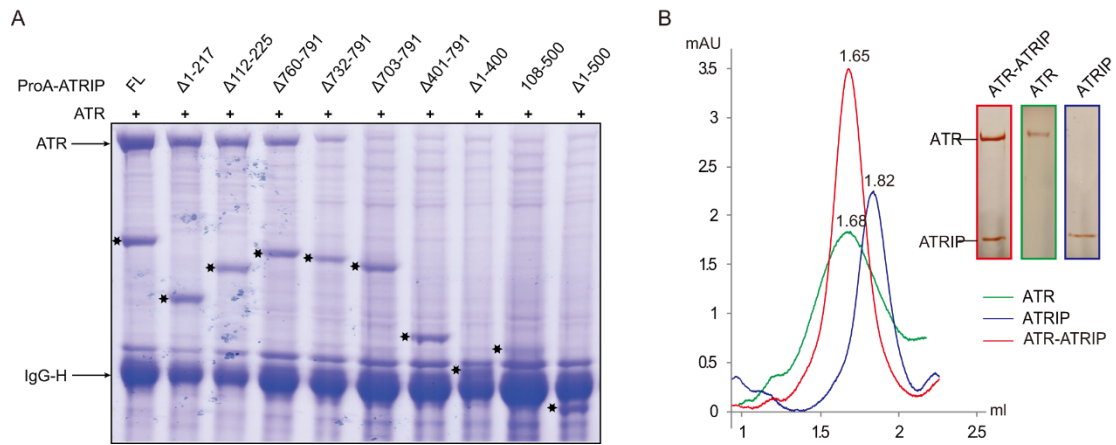 A
ProA-ATRIP
FL
Δ1-217
Δ112-225
Δ760-791
Δ732-791
Δ703-791
Δ401-791
Δ1-400
108-500
Δ1-500
ATR + + + + + + + + + +
ATR
IgG-H
B
mAU
3.5
3
2.5
2
1.5
1
0.5
0
1
1.5
2
2.5
ml
1.65
1.82
1.68
ATR-ATRIP
ATR
ATRIP
ATR
ATRIP
ATR
ATRIP
ATR-ATRIP